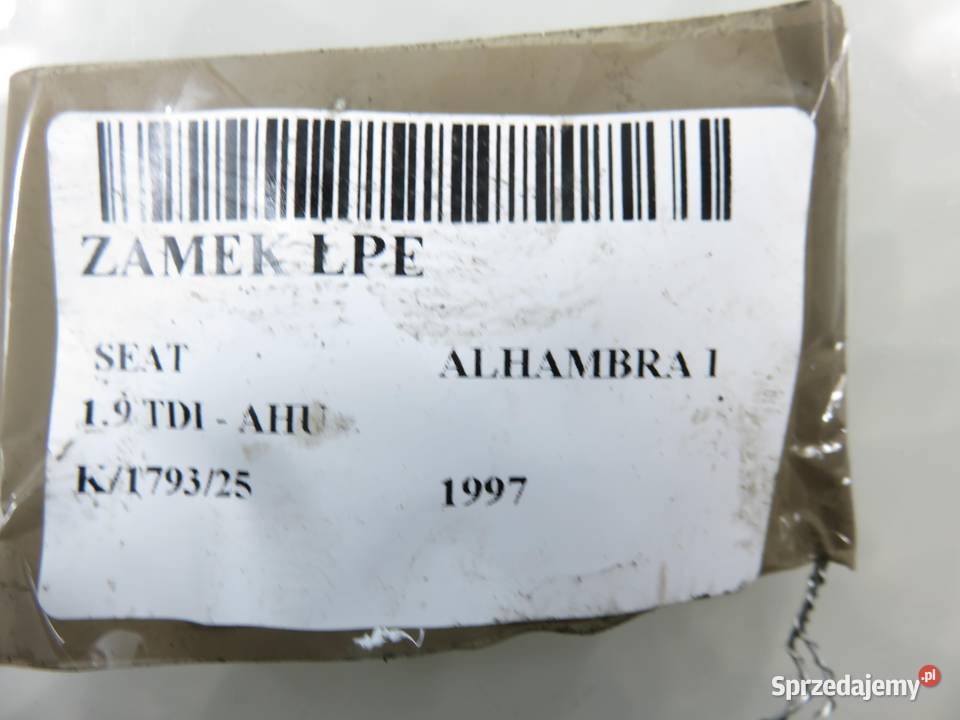 ZAMEK ŁPE
SEAT ALHAMBRA I
1.9 TDI - AHU
K/1793/25 1997
Sprzedajemy.pl